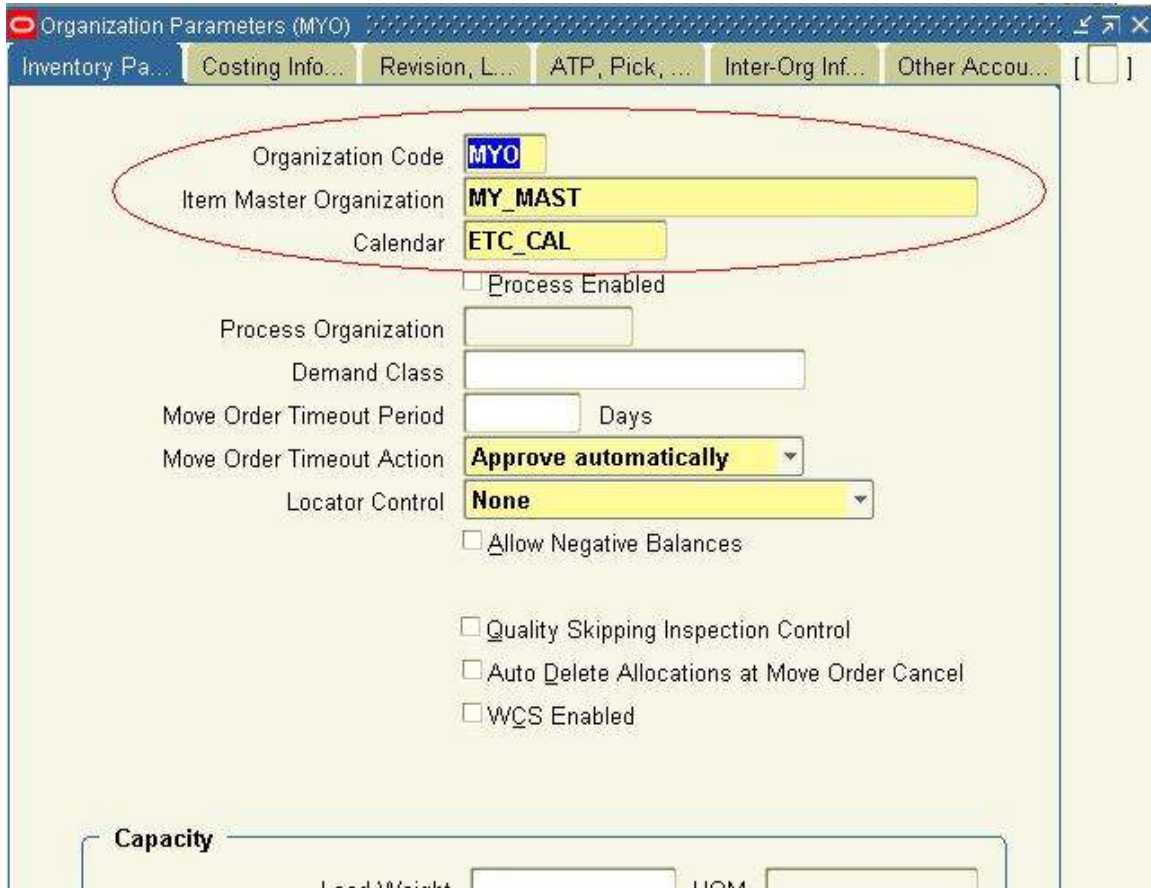 Organization Parameters (MYO)
Inventory Pa... Costing Info... Revision, L... ATP, Pick, ... Inter-Org Inf... Other Accou... [ ]
Organization Code MYO
Item Master Organization MY_MAST
Calendar ETC_CAL
Process Enabled
Process Organization
Demand Class
Move Order Timeout Period Days
Move Order Timeout Action Approve automatically
Locator Control None
Allow Negative Balances
Quality Skipping Inspection Control
Auto Delete Allocations at Move Order Cancel
WCS Enabled
Capacity
Load Weight UOM